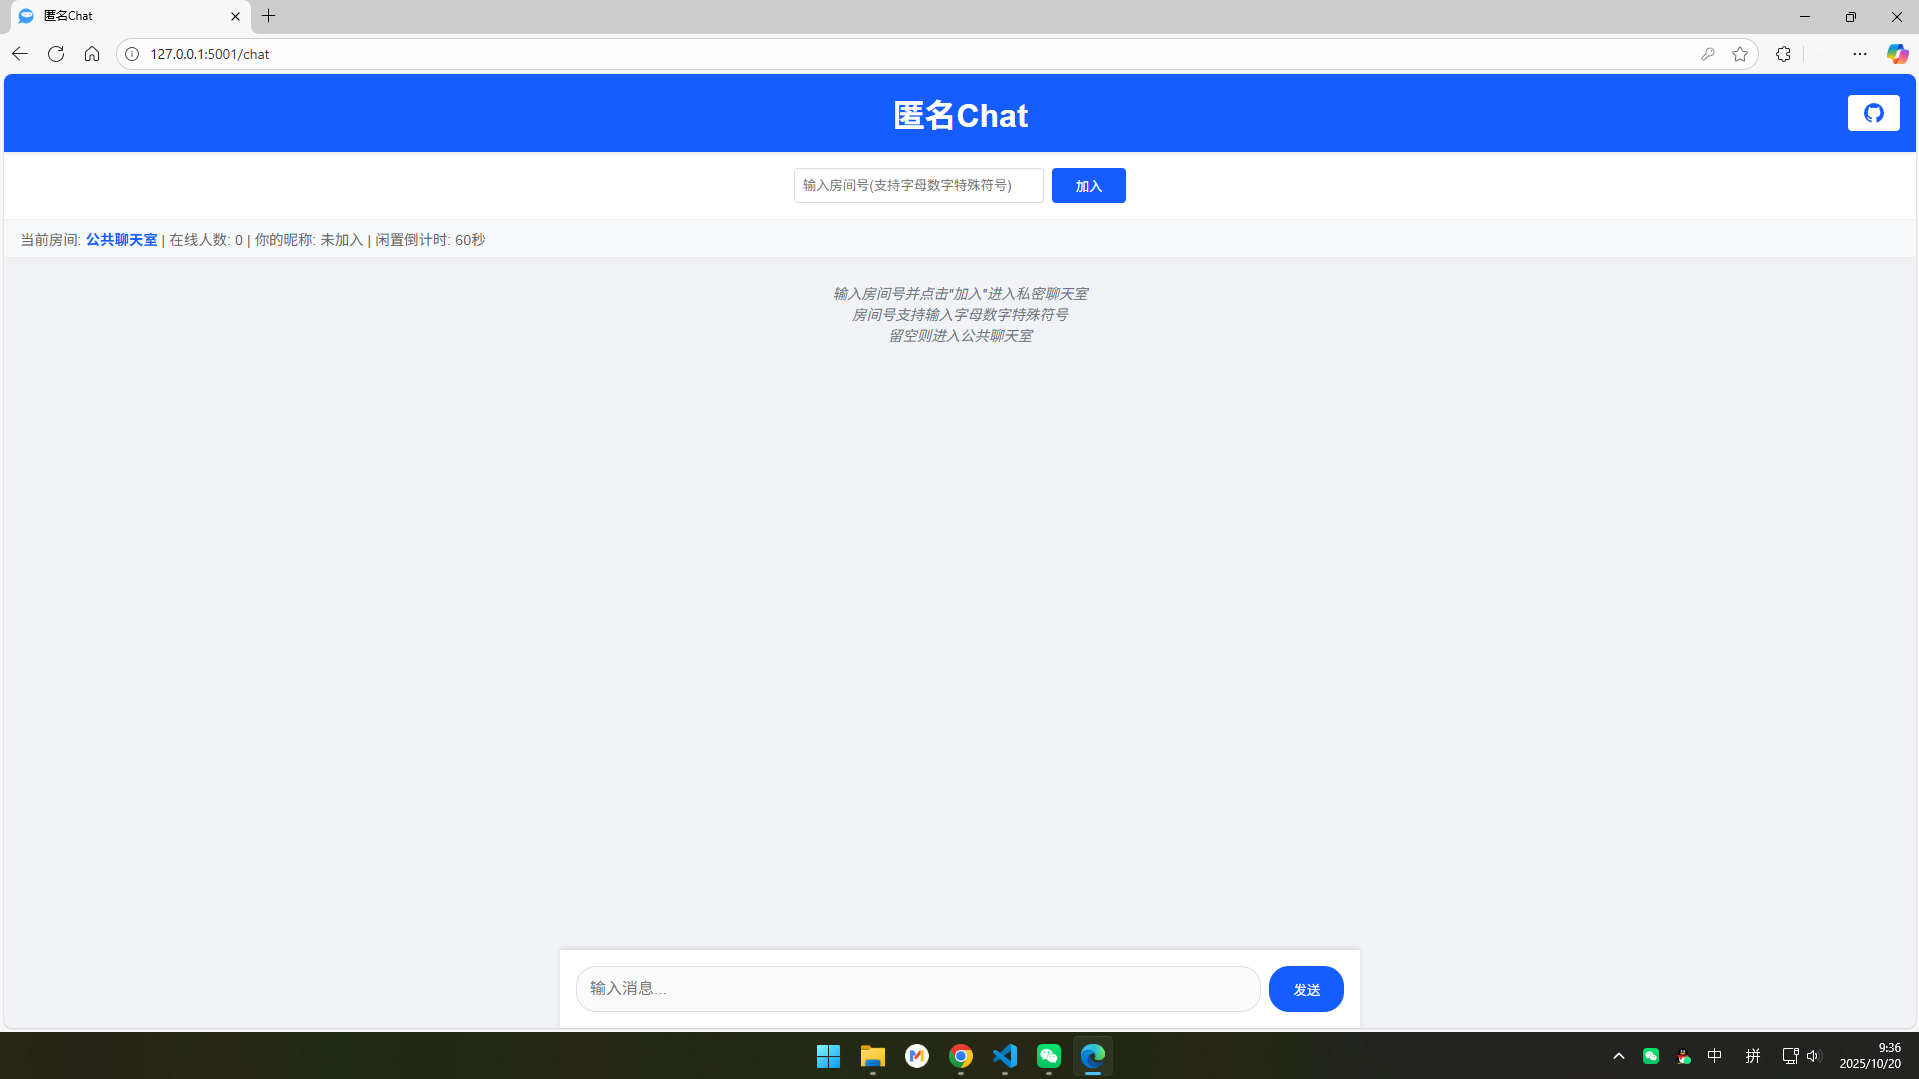 匿名Chat
127.0.0.1:5001/chat
匿名Chat
输入房间号(支持字母数字特殊符号)
加入
当前房间: 公共聊天室 | 在线人数: 0 | 你的昵称: 未加入 | 闲置倒计时: 60秒
输入房间号并点击"加入"进入私密聊天室
房间号支持输入字母数字特殊符号
留空则进入公共聊天室
输入消息...
发送
中
拼
9:36
2025/10/20